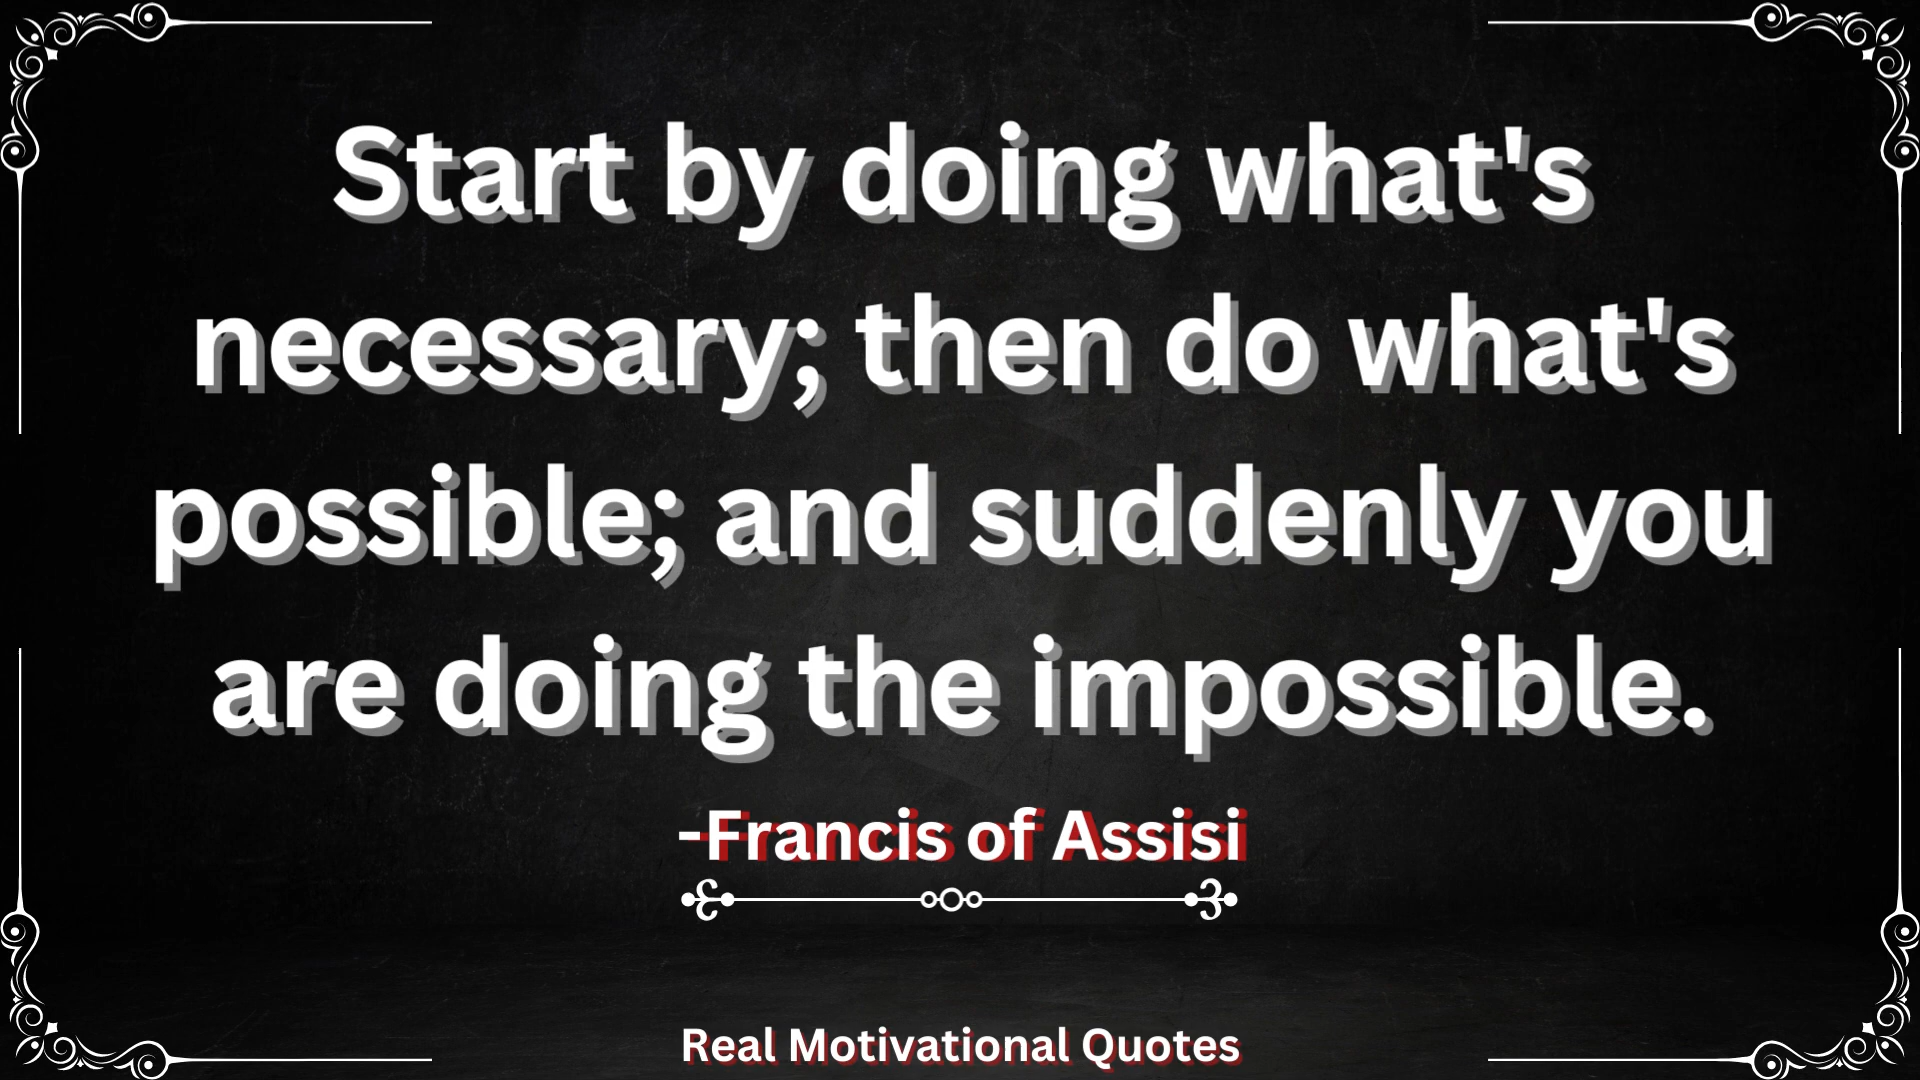 Start by doing what's
necessary; then do what's
possible; and suddenly you
are doing the impossible.
-Francis of Assisi
Real Motivational Quotes